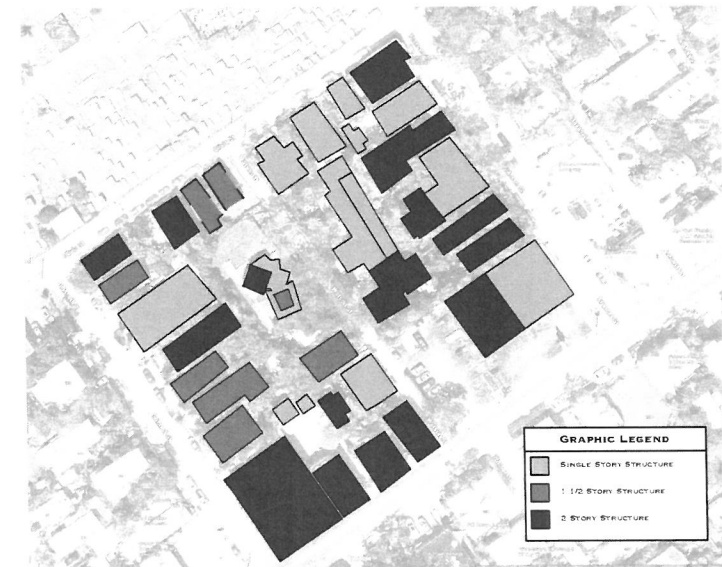 GRAPHIC LEGEND
SINGLE STORY STRUCTURE
1 1/2 STORY STRUCTURE
2 STORY STRUCTURE